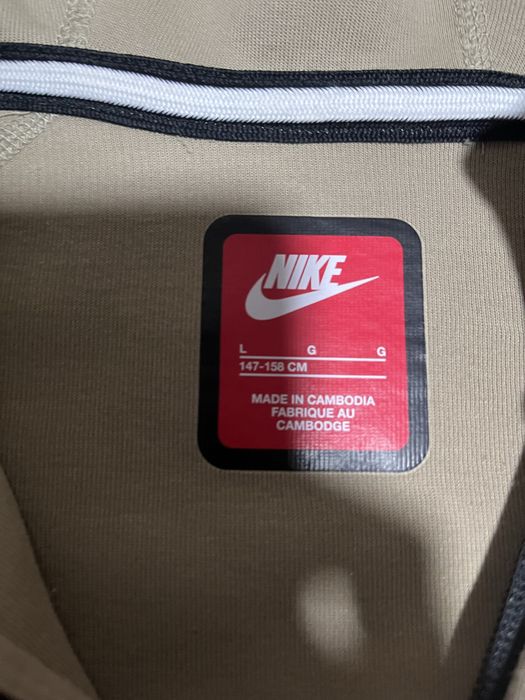 NIKE
L G G
147-158 CM
MADE IN CAMBODIA
FABRIQUE AU
CAMBODGE